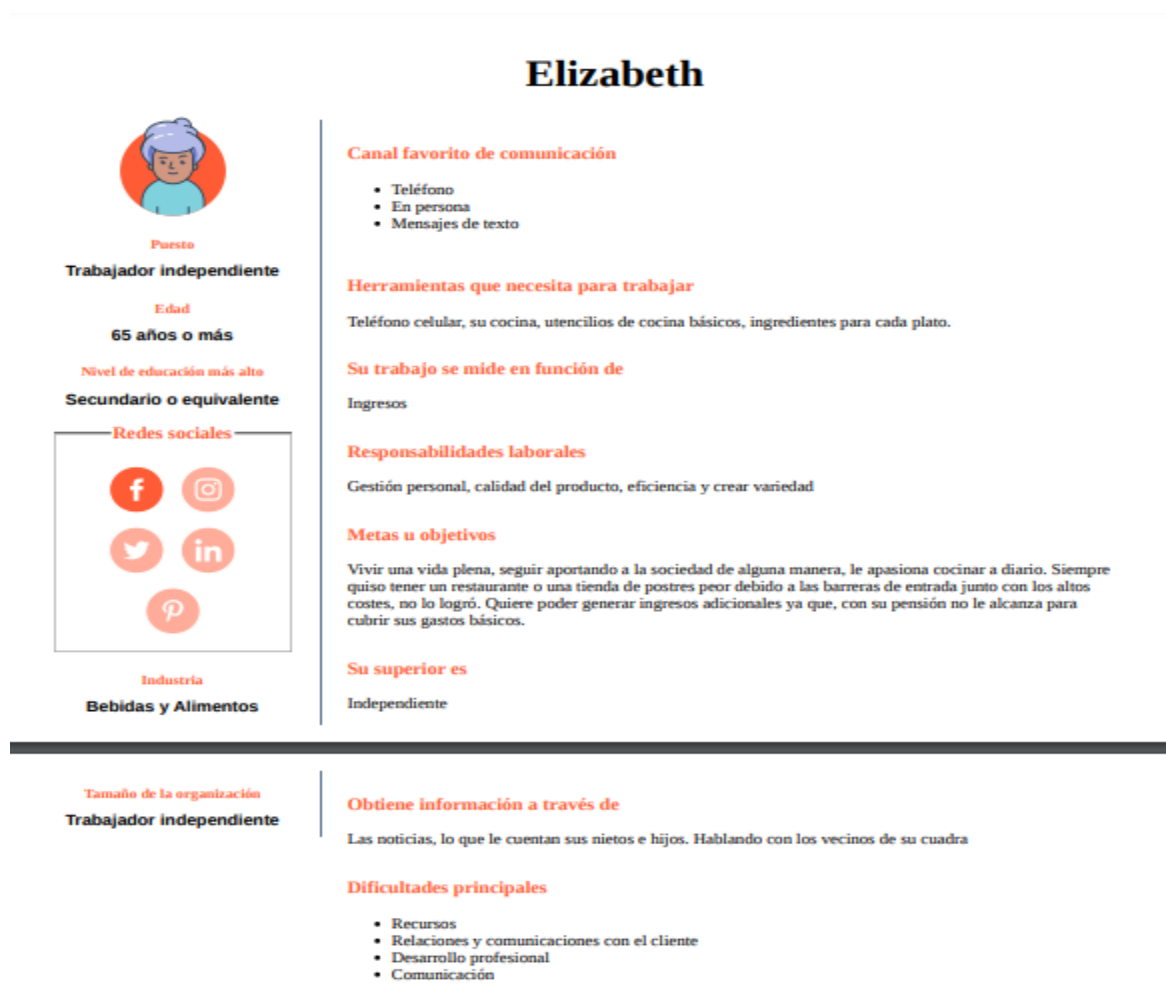 Elizabeth
Puesto
Trabajador independiente
Edad
65 años o más
Nivel de educación más alto
Secundario o equivalente
Redes sociales
Industria
Bebidas y Alimentos
Canal favorito de comunicación
• Teléfono
• En persona
• Mensajes de texto
Herramientas que necesita para trabajar
Teléfono celular, su cocina, utencilios de cocina básicos, ingredientes para cada plato.
Su trabajo se mide en función de
Ingresos
Responsabilidades laborales
Gestión personal, calidad del producto, eficiencia y crear variedad
Metas u objetivos
Vivir una vida plena, seguir aportando a la sociedad de alguna manera, le apasiona cocinar a diario. Siempre
quiso tener un restaurante o una tienda de postres peor debido a las barreras de entrada junto con los altos
costes, no lo logró. Quiere poder generar ingresos adicionales ya que, con su pensión no le alcanza para
cubrir sus gastos básicos.
Su superior es
Independiente
Tamaño de la organización
Trabajador independiente
Obtiene información a través de
Las noticias, lo que le cuentan sus nietos e hijos. Hablando con los vecinos de su cuadra
Dificultades principales
• Recursos
• Relaciones y comunicaciones con el cliente
• Desarrollo profesional
• Comunicación